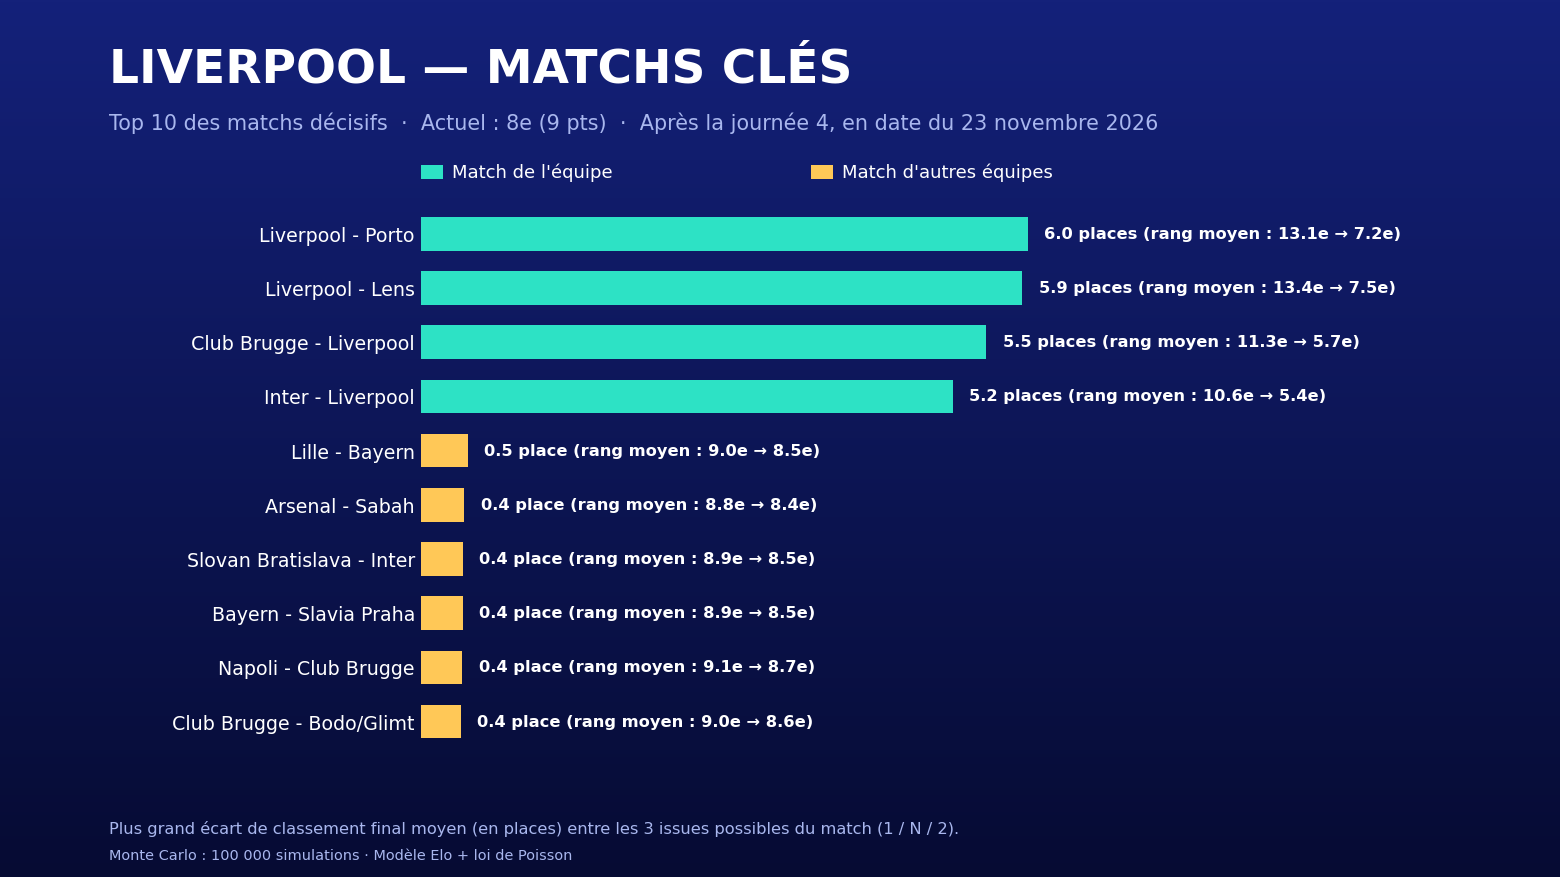 LIVERPOOL — MATCHS CLÉS
Top 10 des matchs décisifs · Actuel : 8e (9 pts) · Après la journée 4, en date du 23 novembre 2026
Match de l'équipe Match d'autres équipes
Liverpool - Porto 6.0 places (rang moyen : 13.1e → 7.2e)
Liverpool - Lens 5.9 places (rang moyen : 13.4e → 7.5e)
Club Brugge - Liverpool 5.5 places (rang moyen : 11.3e → 5.7e)
Inter - Liverpool 5.2 places (rang moyen : 10.6e → 5.4e)
Lille - Bayern 0.5 place (rang moyen : 9.0e → 8.5e)
Arsenal - Sabah 0.4 place (rang moyen : 8.8e → 8.4e)
Slovan Bratislava - Inter 0.4 place (rang moyen : 8.9e → 8.5e)
Bayern - Slavia Praha 0.4 place (rang moyen : 8.9e → 8.5e)
Napoli - Club Brugge 0.4 place (rang moyen : 9.1e → 8.7e)
Club Brugge - Bodo/Glimt 0.4 place (rang moyen : 9.0e → 8.6e)
Plus grand écart de classement final moyen (en places) entre les 3 issues possibles du match (1 / N / 2).
Monte Carlo : 100 000 simulations · Modèle Elo + loi de Poisson